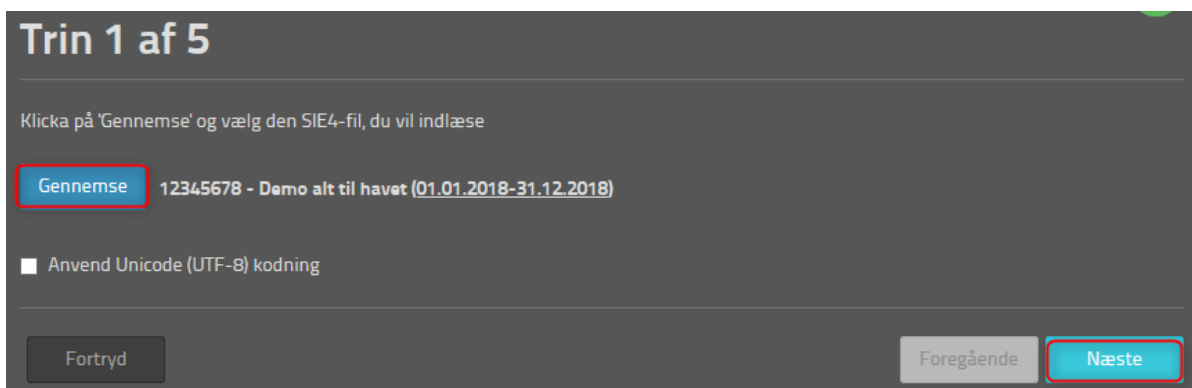 Trin 1 af 5
Klicka på 'Gennemse' og vælg den SIE4-fil, du vil indlæse
Gennemse 12345678 - Demo alt til havet (01.01.2018-31.12.2018)
Anvend Unicode (UTF-8) kodning
Fortryd Foregående Næste